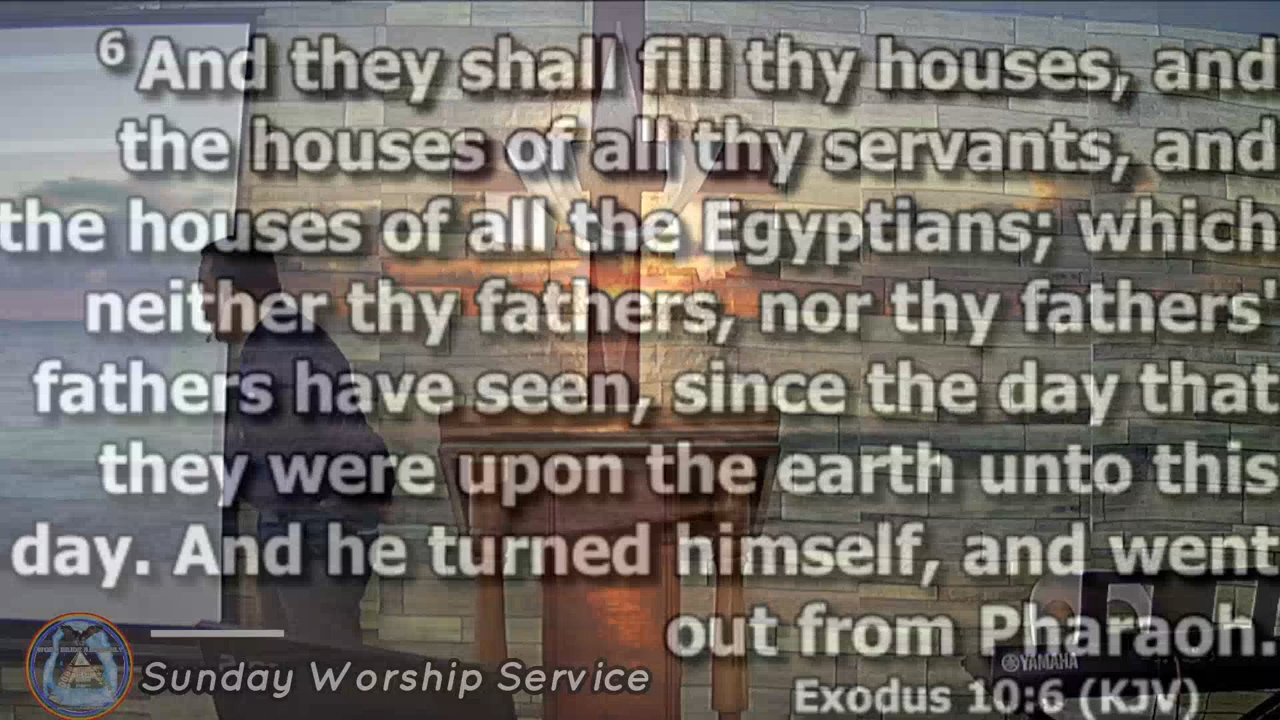 6 And they shall fill thy houses, and
the houses of all thy servants, and
the houses of all the Egyptians; which
neither thy fathers, nor thy fathers'
fathers have seen, since the day that
they were upon the earth unto this
day. And he turned himself, and went
out from Pharaoh.
Exodus 10:6 (KJV)
YAMAHA
Sunday Worship Service